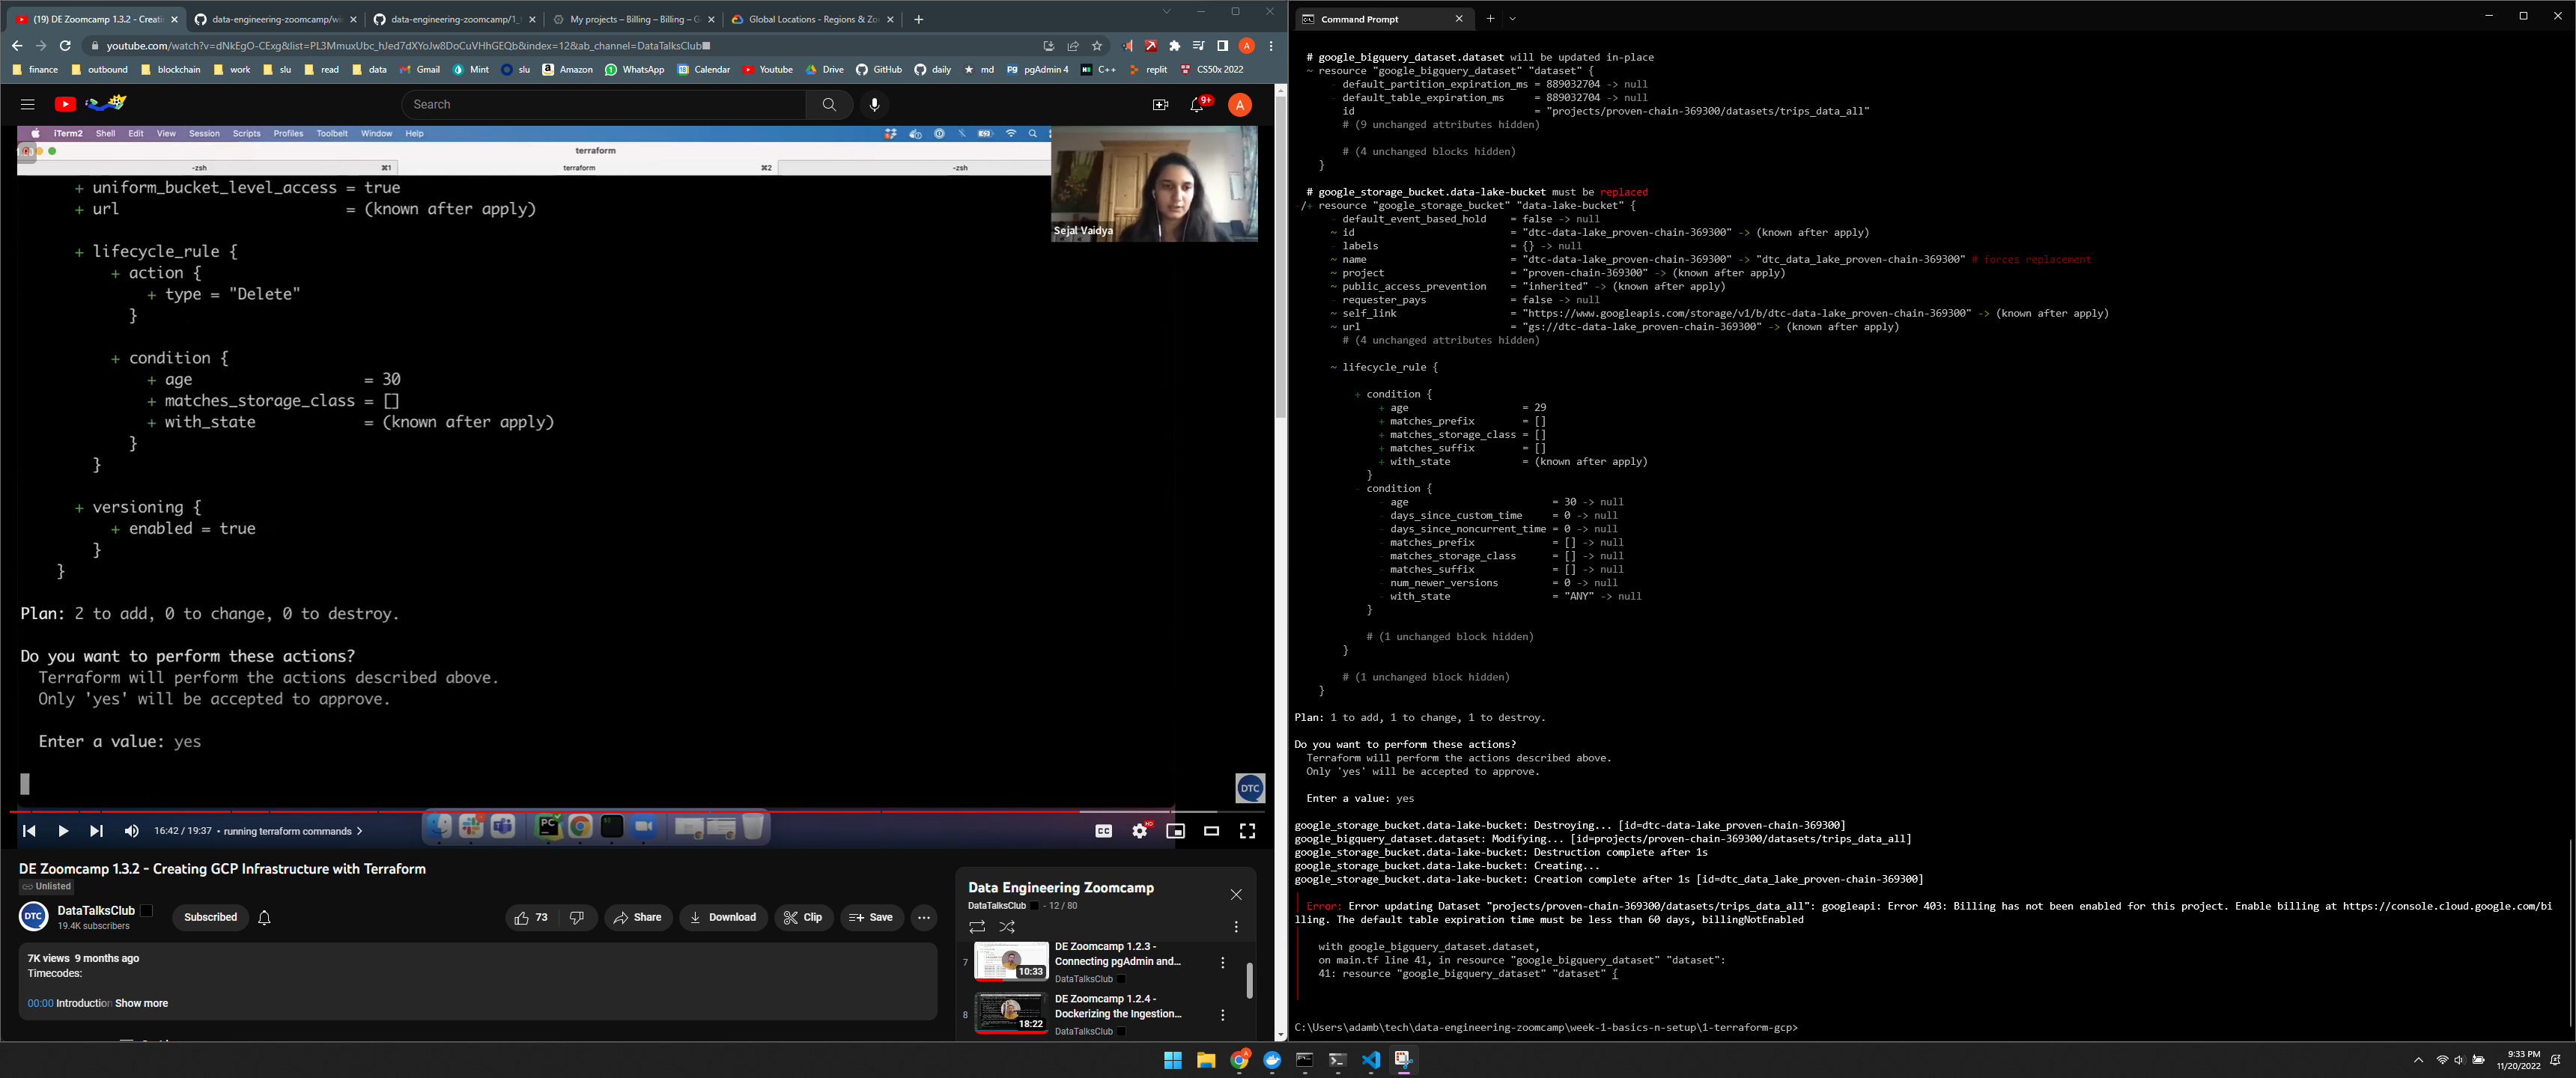 (19) DE Zoomcamp 1.3.2 - Creati
data-engineering-zoomcamp/we
data-engineering-zoomcamp/1_t
My projects – Billing – Billing – G
Global Locations - Regions & Zo
youtube.com/watch?v=dNkEgO-CExg&list=PL3MmuxUbc_hJed7dXYoJw8DoCuVHhGEQb&index=12&ab_channel=DataTalksClub
finance outbound blockchain work slu read data Gmail Mint slu Amazon WhatsApp Calendar Youtube Drive GitHub daily md pgAdmin 4 C++ replit CS50x 2022
Search
9+
A
iTerm2 Shell Edit View Session Scripts Profiles Toolbelt Window Help
terraform
-zsh ⌘1 terraform ⌘2 -zsh
+ uniform_bucket_level_access = true
+ url = (known after apply)
+ lifecycle_rule {
+ action {
+ type = "Delete"
}
+ condition {
+ age = 30
+ matches_storage_class = []
+ with_state = (known after apply)
}
}
+ versioning {
+ enabled = true
}
}
Plan: 2 to add, 0 to change, 0 to destroy.
Do you want to perform these actions?
Terraform will perform the actions described above.
Only 'yes' will be accepted to approve.
Enter a value: yes
Sejal Vaidya
DTC
16:42 / 19:37 • running terraform commands
CC
HD
DE Zoomcamp 1.3.2 - Creating GCP Infrastructure with Terraform
Unlisted
DTC
DataTalksClub
19.4K subscribers
Subscribed
73
Share
Download
Clip
Save
7K views 9 months ago
Timecodes:
00:00 Introduction Show more
Data Engineering Zoomcamp
DataTalksClub - 12 / 80
7
10:33
DE Zoomcamp 1.2.3 -
Connecting pgAdmin and...
DataTalksClub
8
18:22
DE Zoomcamp 1.2.4 -
Dockerizing the Ingestion...
DataTalksClub
Command Prompt
# google_bigquery_dataset.dataset will be updated in-place
~ resource "google_bigquery_dataset" "dataset" {
- default_partition_expiration_ms = 889032704 -> null
- default_table_expiration_ms = 889032704 -> null
id = "projects/proven-chain-369300/datasets/trips_data_all"
# (9 unchanged attributes hidden)
# (4 unchanged blocks hidden)
}
# google_storage_bucket.data-lake-bucket must be replaced
-/+ resource "google_storage_bucket" "data-lake-bucket" {
- default_event_based_hold = false -> null
~ id = "dtc-data-lake_proven-chain-369300" -> (known after apply)
- labels = {} -> null
~ name = "dtc-data-lake_proven-chain-369300" -> "dtc_data_lake_proven-chain-369300" # forces replacement
~ project = "proven-chain-369300" -> (known after apply)
~ public_access_prevention = "inherited" -> (known after apply)
- requester_pays = false -> null
~ self_link = "https://www.googleapis.com/storage/v1/b/dtc-data-lake_proven-chain-369300" -> (known after apply)
~ url = "gs://dtc-data-lake_proven-chain-369300" -> (known after apply)
# (4 unchanged attributes hidden)
~ lifecycle_rule {
+ condition {
+ age = 29
+ matches_prefix = []
+ matches_storage_class = []
+ matches_suffix = []
+ with_state = (known after apply)
}
- condition {
- age = 30 -> null
- days_since_custom_time = 0 -> null
- days_since_noncurrent_time = 0 -> null
- matches_prefix = [] -> null
- matches_storage_class = [] -> null
- matches_suffix = [] -> null
- num_newer_versions = 0 -> null
- with_state = "ANY" -> null
}
# (1 unchanged block hidden)
}
# (1 unchanged block hidden)
}
Plan: 1 to add, 1 to change, 1 to destroy.
Do you want to perform these actions?
Terraform will perform the actions described above.
Only 'yes' will be accepted to approve.
Enter a value: yes
google_storage_bucket.data-lake-bucket: Destroying... [id=dtc-data-lake_proven-chain-369300]
google_bigquery_dataset.dataset: Modifying... [id=projects/proven-chain-369300/datasets/trips_data_all]
google_storage_bucket.data-lake-bucket: Destruction complete after 1s
google_storage_bucket.data-lake-bucket: Creating...
google_storage_bucket.data-lake-bucket: Creation complete after 1s [id=dtc_data_lake_proven-chain-369300]
Error: Error updating Dataset "projects/proven-chain-369300/datasets/trips_data_all": googleapi: Error 403: Billing has not been enabled for this project. Enable billing at https://console.cloud.google.com/bi
lling. The default table expiration time must be less than 60 days, billingNotEnabled
with google_bigquery_dataset.dataset,
on main.tf line 41, in resource "google_bigquery_dataset" "dataset":
41: resource "google_bigquery_dataset" "dataset" {
C:\Users\adamb\tech\data-engineering-zoomcamp\week-1-basics-n-setup\1-terraform-gcp>
9:33 PM
11/20/2022